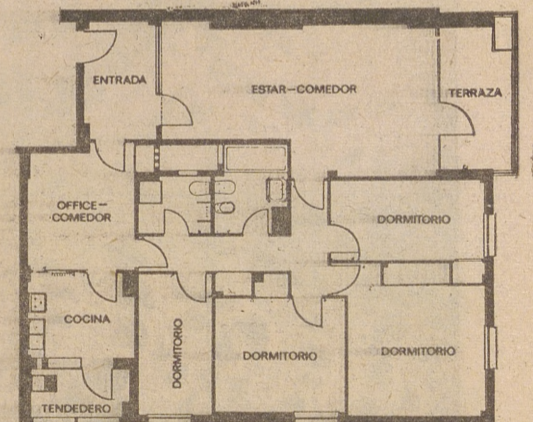 ENTRADA
ESTAR-COMEDOR
TERRAZA
OFFICE-
COMEDOR
DORMITORIO
COCINA
DORMITORIO
DORMITORIO
DORMITORIO
TENDEDERO